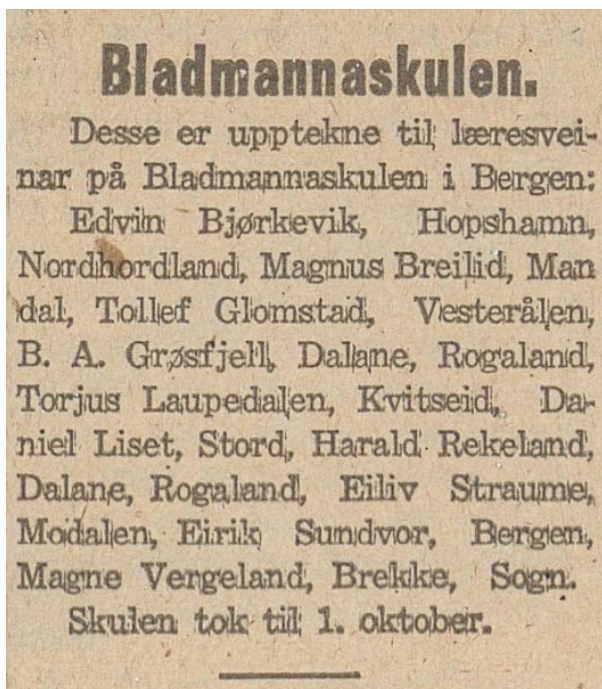 Bladmannaskulen.
Desse er upptekne til læresvei-
nar på Bladmannaskulen i Bergen:
Edvin Bjørkevik, Hopshamn,
Nordhordland, Magnus Breilid, Man
dal, Tollef Glomstad, Vesterålen,
B. A. Grøsfjell, Dalane, Rogaland,
Torjus Laupedalen, Kvitseid, Da-
niel Liset, Stord, Harald Rekeland,
Dalane, Rogaland, Eiliv Straume,
Modalen, Eirik Sundvor, Bergen,
Magne Vergeland, Brekke, Sogn.
Skulen tok til 1. oktober.